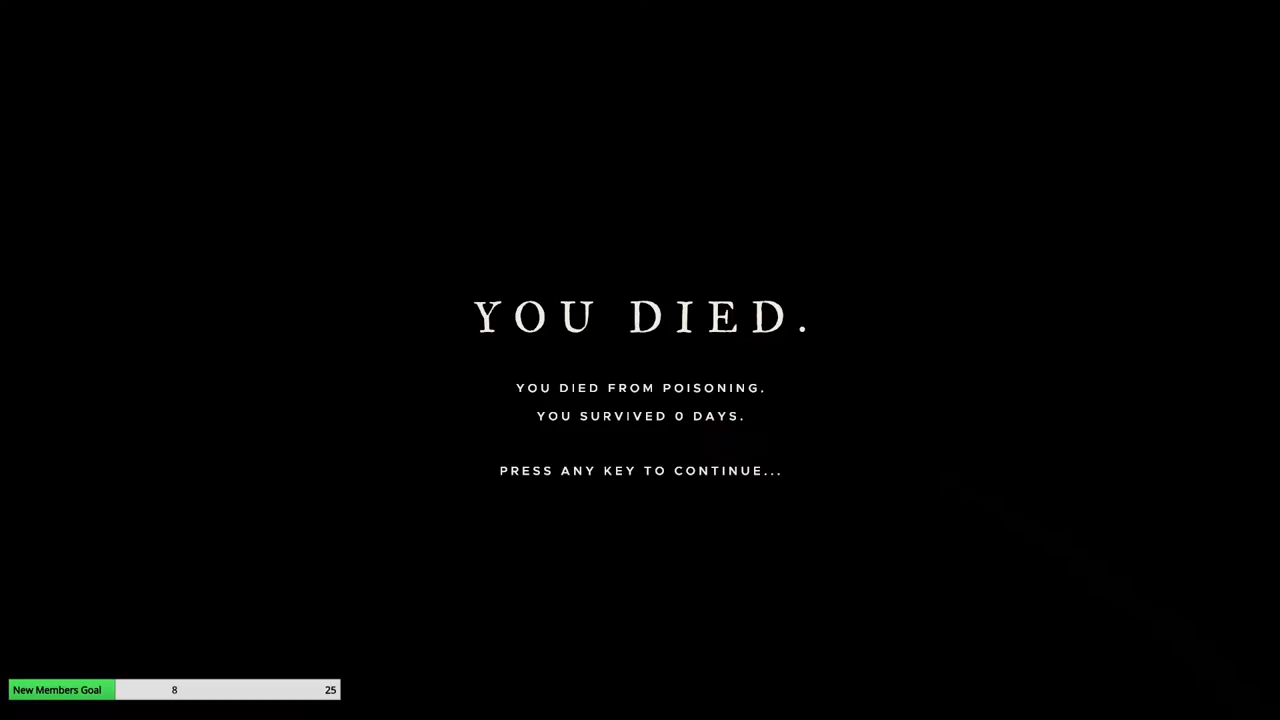 YOU DIED.
YOU DIED FROM POISONING.
YOU SURVIVED 0 DAYS.
PRESS ANY KEY TO CONTINUE...
New Members Goal 8 25